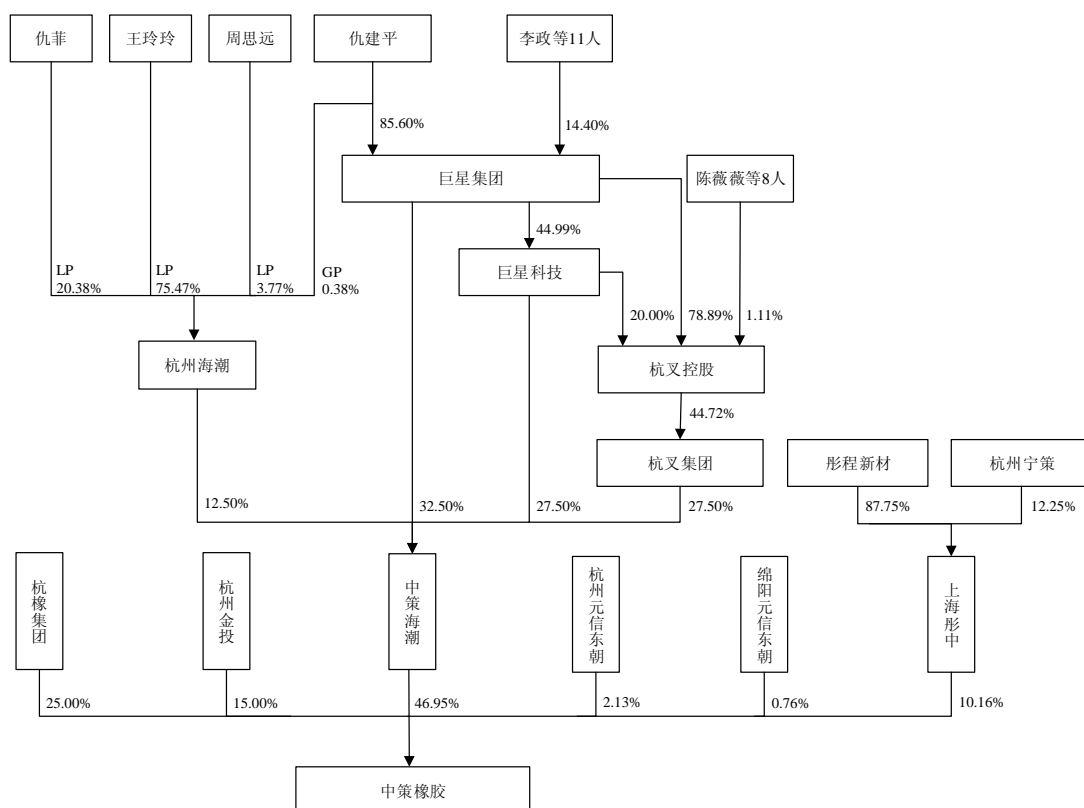 仇菲
王玲玲
周思远
仇建平
李政等11人
85.60%
14.40%
巨星集团
陈薇薇等8人
44.99%
巨星科技
LP
20.38%
LP
75.47%
LP
3.77%
GP
0.38%
20.00%
78.89%
1.11%
杭州海潮
杭叉控股
44.72%
杭叉集团
彤程新材
杭州宁策
12.50%
32.50%
27.50%
27.50%
87.75%
12.25%
杭橡集团
杭州金投
中策海潮
杭州元信东朝
绵阳元信东朝
上海彤中
25.00%
15.00%
46.95%
2.13%
0.76%
10.16%
中策橡胶